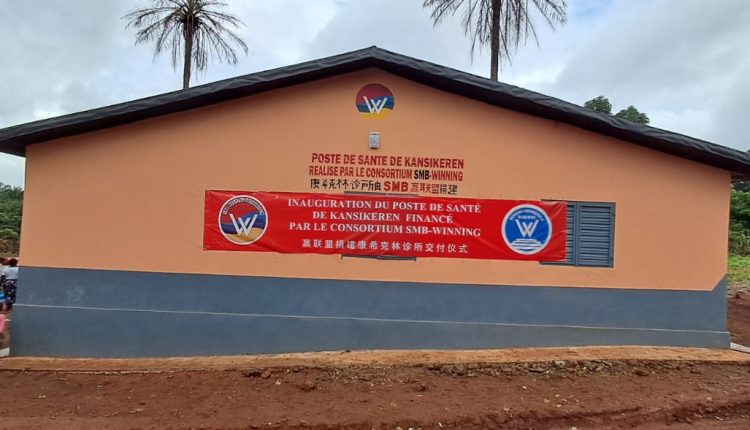 W
POSTE DE SANTE DE KANSIKEREN
REALISE PAR LE CONSORTIUM SMB-WINNING
康希克林诊所由 SMB 赢联盟搭建
INAUGURATION DU POSTE DE SANTÉ
DE KANSIKEREN FINANCÉ
PAR LE CONSORTIUM SMB-WINNING
赢联盟捐建康希克林诊所交付仪式
W
W